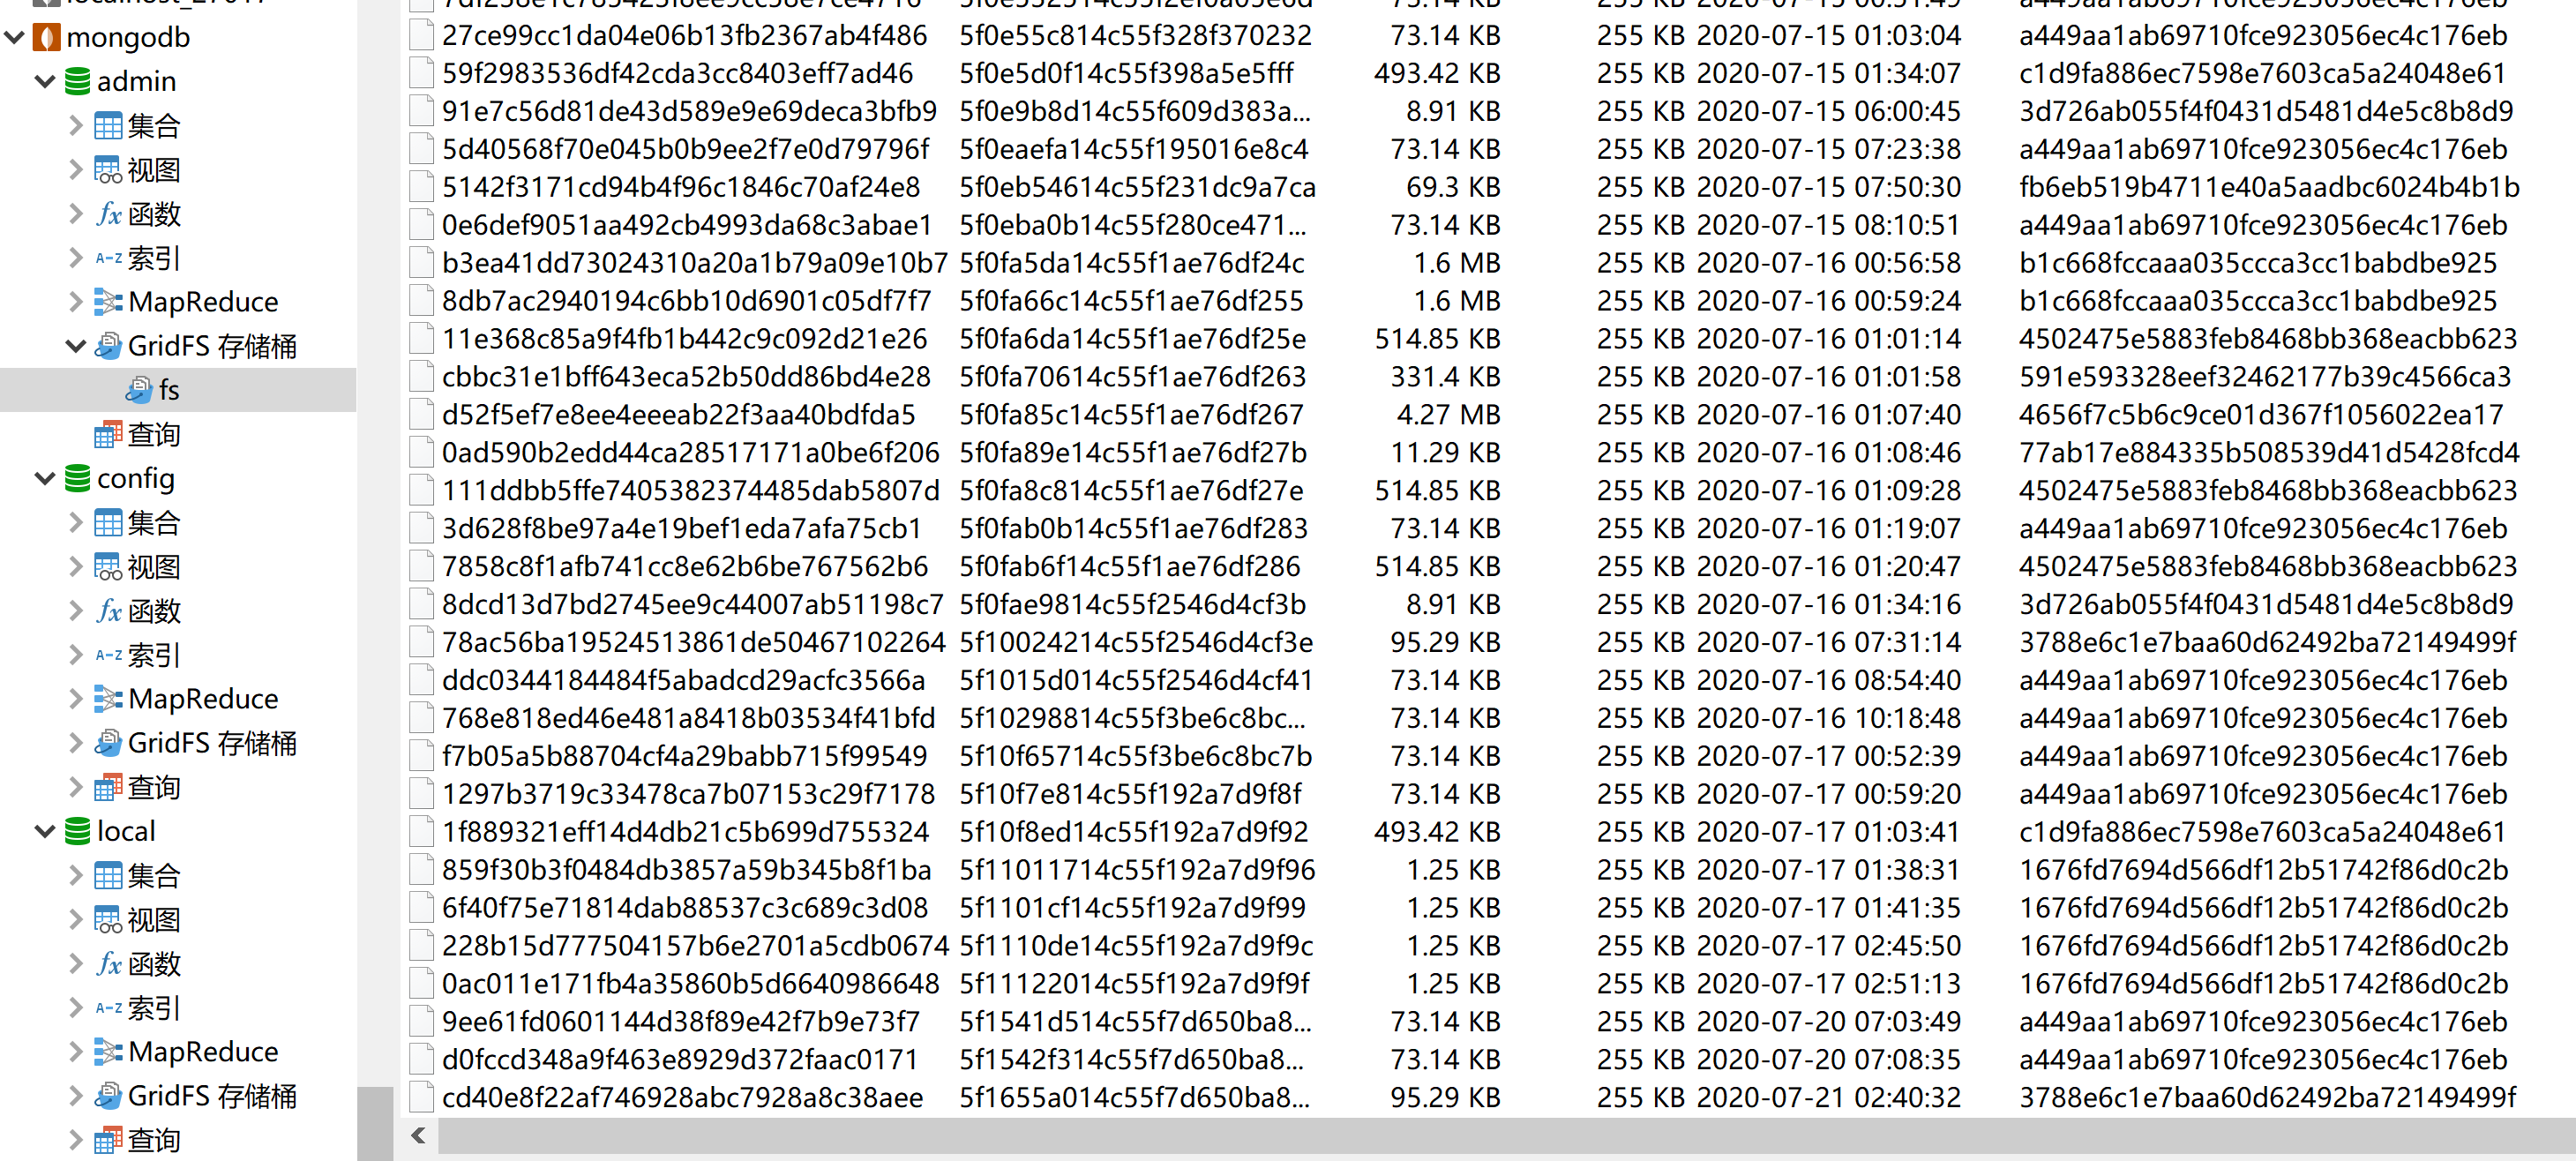 mongodb
admin
集合
视图
fx 函数
A-Z 索引
MapReduce
GridFS 存储桶
fs
查询
config
集合
视图
fx 函数
A-Z 索引
MapReduce
GridFS 存储桶
查询
local
集合
视图
fx 函数
A-Z 索引
MapReduce
GridFS 存储桶
查询
27ce99cc1da04e06b13fb2367ab4f486 5f0e55c814c55f328f370232 73.14 KB 255 KB 2020-07-15 01:03:04 a449aa1ab69710fce923056ec4c176eb
59f2983536df42cda3cc8403eff7ad46 5f0e5d0f14c55f398a5e5fff 493.42 KB 255 KB 2020-07-15 01:34:07 c1d9fa886ec7598e7603ca5a24048e61
91e7c56d81de43d589e9e69deca3bfb9 5f0e9b8d14c55f609d383a... 8.91 KB 255 KB 2020-07-15 06:00:45 3d726ab055f4f0431d5481d4e5c8b8d9
5d40568f70e045b0b9ee2f7e0d79796f 5f0eaefa14c55f195016e8c4 73.14 KB 255 KB 2020-07-15 07:23:38 a449aa1ab69710fce923056ec4c176eb
5142f3171cd94b4f96c1846c70af24e8 5f0eb54614c55f231dc9a7ca 69.3 KB 255 KB 2020-07-15 07:50:30 fb6eb519b4711e40a5aadbc6024b4b1b
0e6def9051aa492cb4993da68c3abae1 5f0eba0b14c55f280ce471... 73.14 KB 255 KB 2020-07-15 08:10:51 a449aa1ab69710fce923056ec4c176eb
b3ea41dd73024310a20a1b79a09e10b7 5f0fa5da14c55f1ae76df24c 1.6 MB 255 KB 2020-07-16 00:56:58 b1c668fccaaa035ccca3cc1babdbe925
8db7ac2940194c6bb10d6901c05df7f7 5f0fa66c14c55f1ae76df255 1.6 MB 255 KB 2020-07-16 00:59:24 b1c668fccaaa035ccca3cc1babdbe925
11e368c85a9f4fb1b442c9c092d21e26 5f0fa6da14c55f1ae76df25e 514.85 KB 255 KB 2020-07-16 01:01:14 4502475e5883feb8468bb368eacbb623
cbbc31e1bff643eca52b50dd86bd4e28 5f0fa70614c55f1ae76df263 331.4 KB 255 KB 2020-07-16 01:01:58 591e593328eef32462177b39c4566ca3
d52f5ef7e8ee4eeeab22f3aa40bdfda5 5f0fa85c14c55f1ae76df267 4.27 MB 255 KB 2020-07-16 01:07:40 4656f7c5b6c9ce01d367f1056022ea17
0ad590b2edd44ca28517171a0be6f206 5f0fa89e14c55f1ae76df27b 11.29 KB 255 KB 2020-07-16 01:08:46 77ab17e884335b508539d41d5428fcd4
111ddbb5ffe7405382374485dab5807d 5f0fa8c814c55f1ae76df27e 514.85 KB 255 KB 2020-07-16 01:09:28 4502475e5883feb8468bb368eacbb623
3d628f8be97a4e19bef1eda7afa75cb1 5f0fab0b14c55f1ae76df283 73.14 KB 255 KB 2020-07-16 01:19:07 a449aa1ab69710fce923056ec4c176eb
7858c8f1afb741cc8e62b6be767562b6 5f0fab6f14c55f1ae76df286 514.85 KB 255 KB 2020-07-16 01:20:47 4502475e5883feb8468bb368eacbb623
8dcd13d7bd2745ee9c44007ab51198c7 5f0fae9814c55f2546d4cf3b 8.91 KB 255 KB 2020-07-16 01:34:16 3d726ab055f4f0431d5481d4e5c8b8d9
78ac56ba19524513861de50467102264 5f10024214c55f2546d4cf3e 95.29 KB 255 KB 2020-07-16 07:31:14 3788e6c1e7baa60d62492ba72149499f
ddc0344184484f5abadcd29acfc3566a 5f1015d014c55f2546d4cf41 73.14 KB 255 KB 2020-07-16 08:54:40 a449aa1ab69710fce923056ec4c176eb
768e818ed46e481a8418b03534f41bfd 5f10298814c55f3be6c8bc... 73.14 KB 255 KB 2020-07-16 10:18:48 a449aa1ab69710fce923056ec4c176eb
f7b05a5b88704cf4a29babb715f99549 5f10f65714c55f3be6c8bc7b 73.14 KB 255 KB 2020-07-17 00:52:39 a449aa1ab69710fce923056ec4c176eb
1297b3719c33478ca7b07153c29f7178 5f10f7e814c55f192a7d9f8f 73.14 KB 255 KB 2020-07-17 00:59:20 a449aa1ab69710fce923056ec4c176eb
1f889321eff14d4db21c5b699d755324 5f10f8ed14c55f192a7d9f92 493.42 KB 255 KB 2020-07-17 01:03:41 c1d9fa886ec7598e7603ca5a24048e61
859f30b3f0484db3857a59b345b8f1ba 5f11011714c55f192a7d9f96 1.25 KB 255 KB 2020-07-17 01:38:31 1676fd7694d566df12b51742f86d0c2b
6f40f75e71814dab88537c3c689c3d08 5f1101cf14c55f192a7d9f99 1.25 KB 255 KB 2020-07-17 01:41:35 1676fd7694d566df12b51742f86d0c2b
228b15d777504157b6e2701a5cdb0674 5f1110de14c55f192a7d9f9c 1.25 KB 255 KB 2020-07-17 02:45:50 1676fd7694d566df12b51742f86d0c2b
0ac011e171fb4a35860b5d6640986648 5f11122014c55f192a7d9f9f 1.25 KB 255 KB 2020-07-17 02:51:13 1676fd7694d566df12b51742f86d0c2b
9ee61fd0601144d38f89e42f7b9e73f7 5f1541d514c55f7d650ba8... 73.14 KB 255 KB 2020-07-20 07:03:49 a449aa1ab69710fce923056ec4c176eb
d0fccd348a9f463e8929d372faac0171 5f1542f314c55f7d650ba8... 73.14 KB 255 KB 2020-07-20 07:08:35 a449aa1ab69710fce923056ec4c176eb
cd40e8f22af746928abc7928a8c38aee 5f1655a014c55f7d650ba8... 95.29 KB 255 KB 2020-07-21 02:40:32 3788e6c1e7baa60d62492ba72149499f